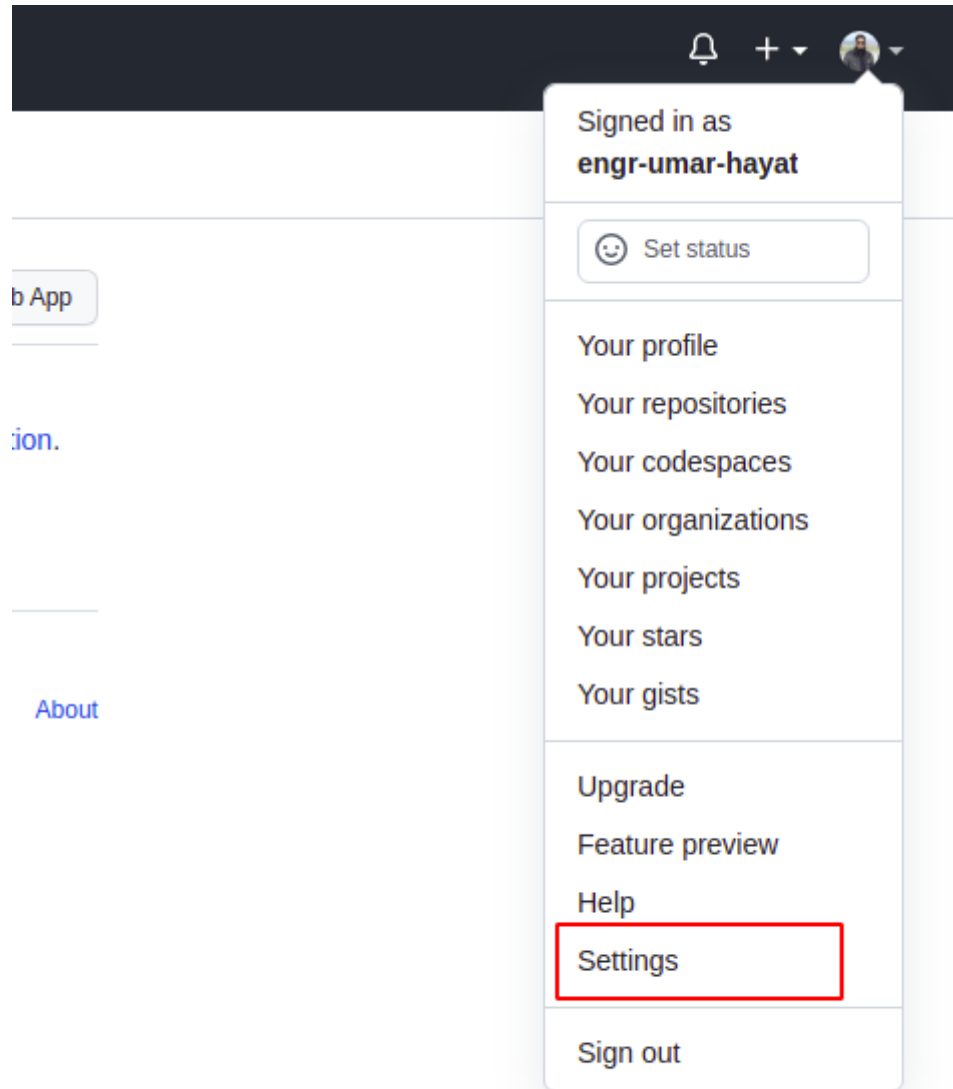 Signed in as
engr-umar-hayat
Set status
b App
Your profile
Your repositories
tion.
Your codespaces
Your organizations
Your projects
Your stars
Your gists
About
Upgrade
Feature preview
Help
Settings
Sign out